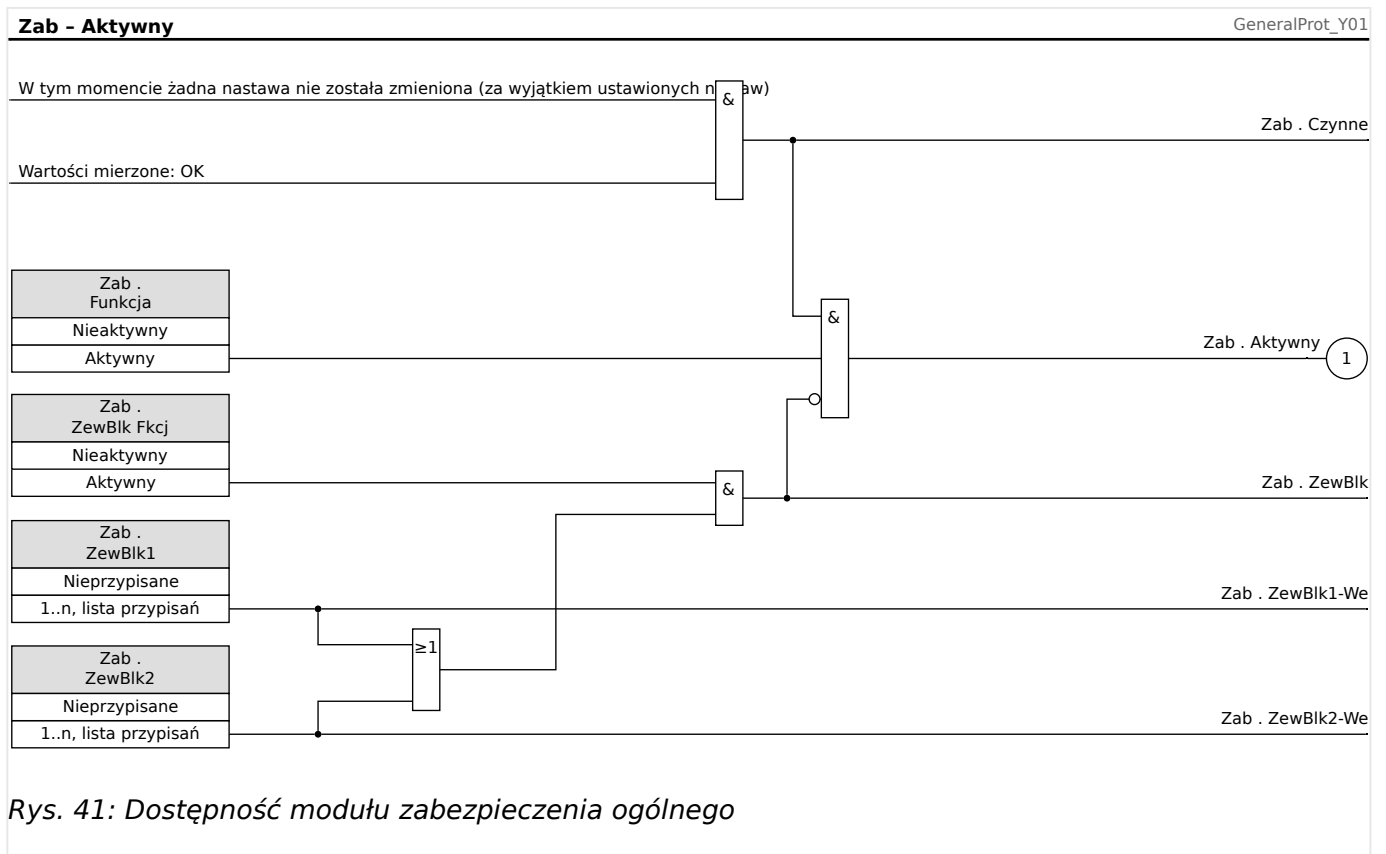 Zab – Aktywny
GeneralProt_Y01
W tym momencie żadna nastawa nie została zmieniona (za wyjątkiem ustawionych n aw)
&
Zab . Czynne
Wartości mierzone: OK
Zab .
Funkcja
Nieaktywny
Aktywny
&
Zab . Aktywny
1
Zab .
ZewBlk Fkcj
Nieaktywny
Aktywny
&
Zab . ZewBlk
Zab .
ZewBlk1
Nieprzypisane
1..n, lista przypisań
Zab . ZewBlk1-We
≥1
Zab .
ZewBlk2
Nieprzypisane
1..n, lista przypisań
Zab . ZewBlk2-We
Rys. 41: Dostępność modułu zabezpieczenia ogólnego